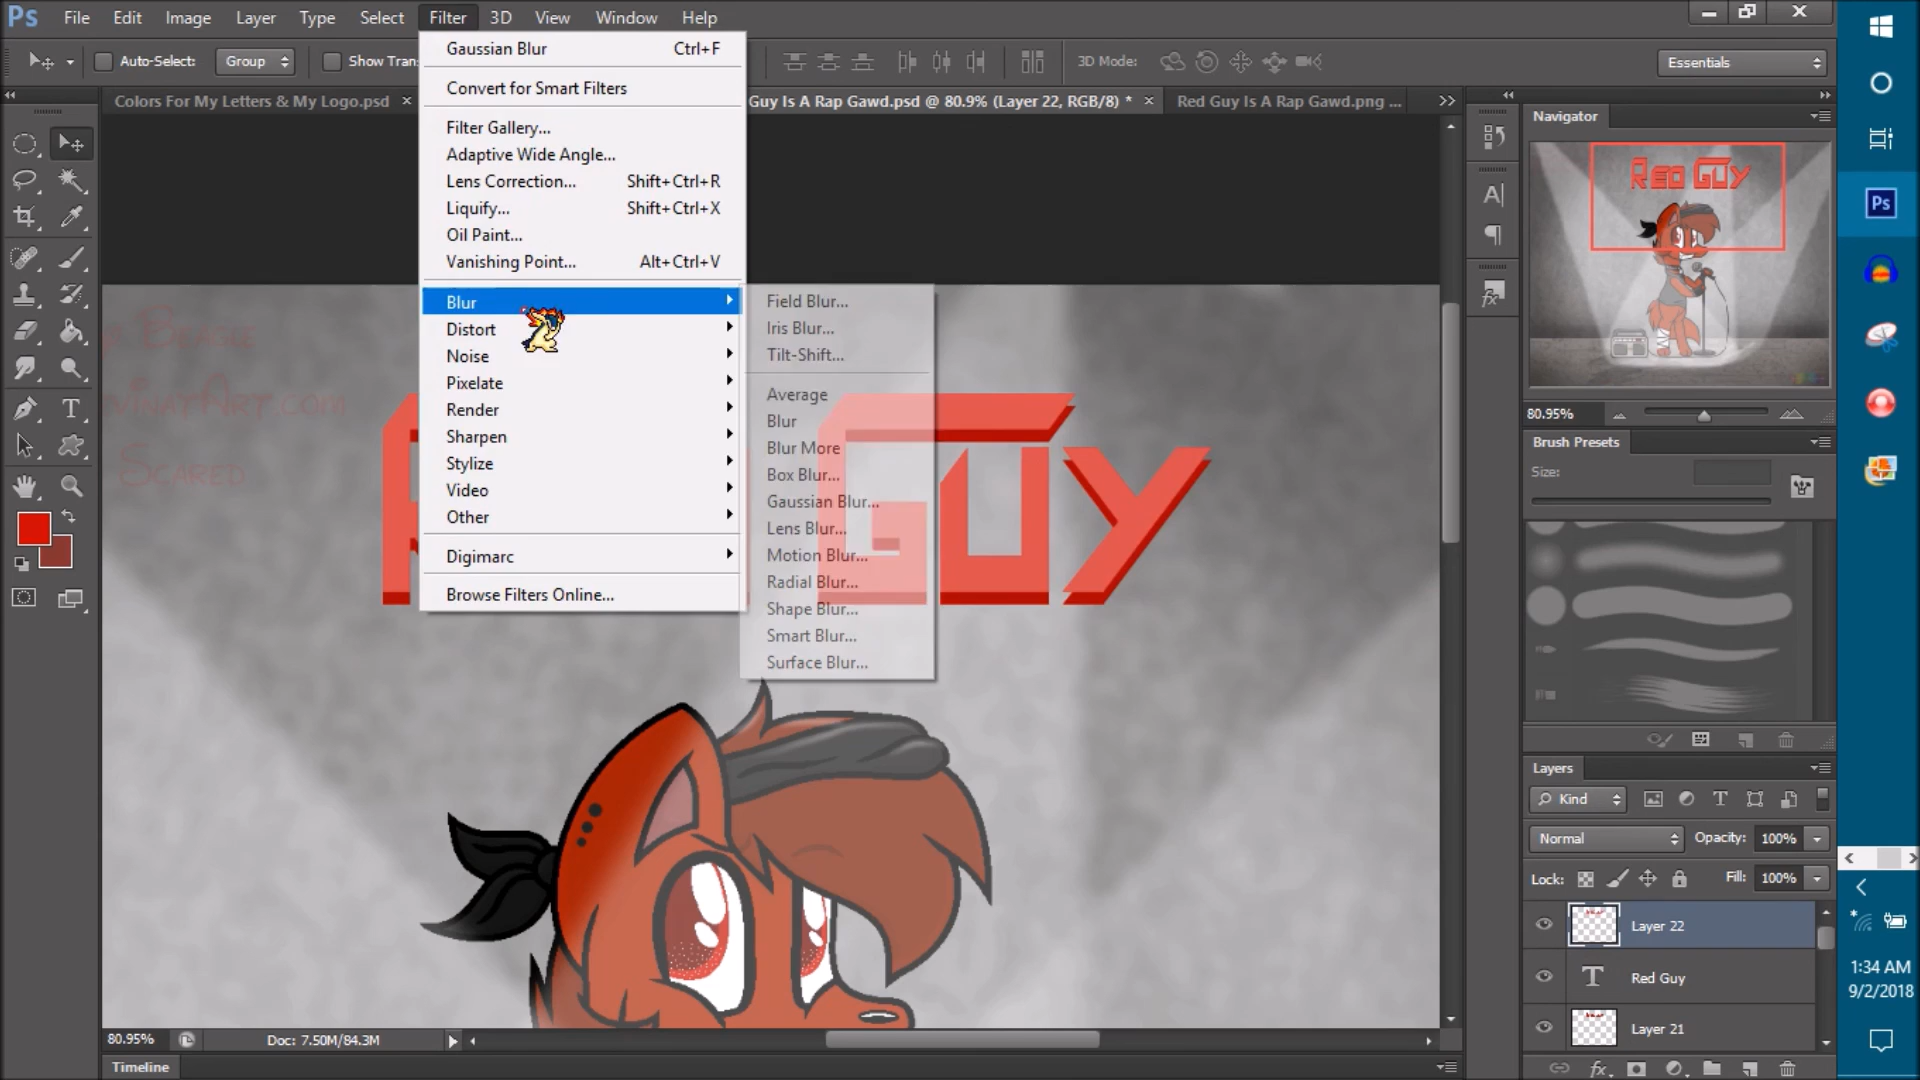 Ps File Edit Image Layer Type Select Filter 3D View Window Help
Auto-Select: Group Show Tran
3D Mode: Essentials
Colors For My Letters & My Logo.psd × Guy Is A Rap Gawd.psd @ 80.9% (Layer 22, RGB/8) * × Red Guy Is A Rap Gawd.png ...
Gaussian Blur Ctrl+F
Convert for Smart Filters
Filter Gallery...
Adaptive Wide Angle...
Lens Correction... Shift+Ctrl+R
Liquify... Shift+Ctrl+X
Oil Paint...
Vanishing Point... Alt+Ctrl+V
Blur
Distort
Noise
Pixelate
Render
Sharpen
Stylize
Video
Other
Digimarc
Browse Filters Online...
Field Blur...
Iris Blur...
Tilt-Shift...
Average
Blur
Blur More
Box Blur...
Gaussian Blur...
Lens Blur...
Motion Blur...
Radial Blur...
Shape Blur...
Smart Blur...
Surface Blur...
Scared
Guy
80.95% Doc: 7.50M/84.3M
Timeline
Navigator
Red Guy
80.95%
Brush Presets
Size:
Layers
Kind
Normal Opacity: 100%
Lock: Fill: 100%
Layer 22
Red Guy
Layer 21
Ps
1:34 AM
9/2/2018